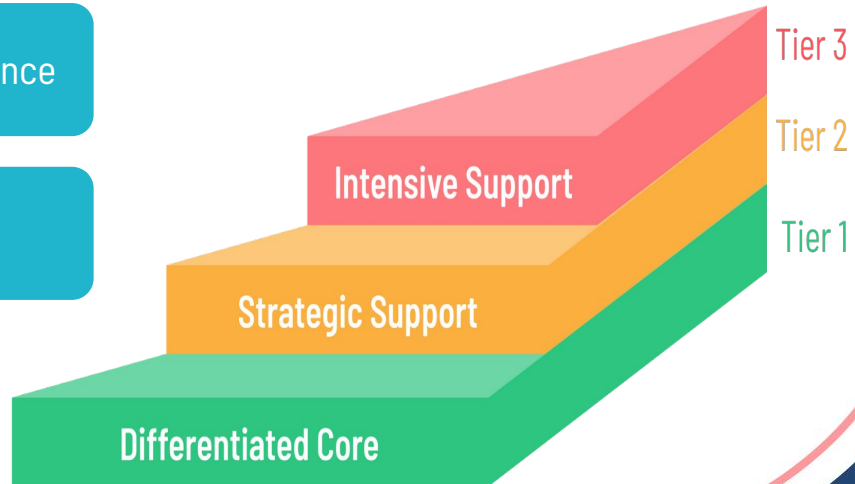 nce
Tier 3
Tier 2
Intensive Support
Tier 1
Strategic Support
Differentiated Core